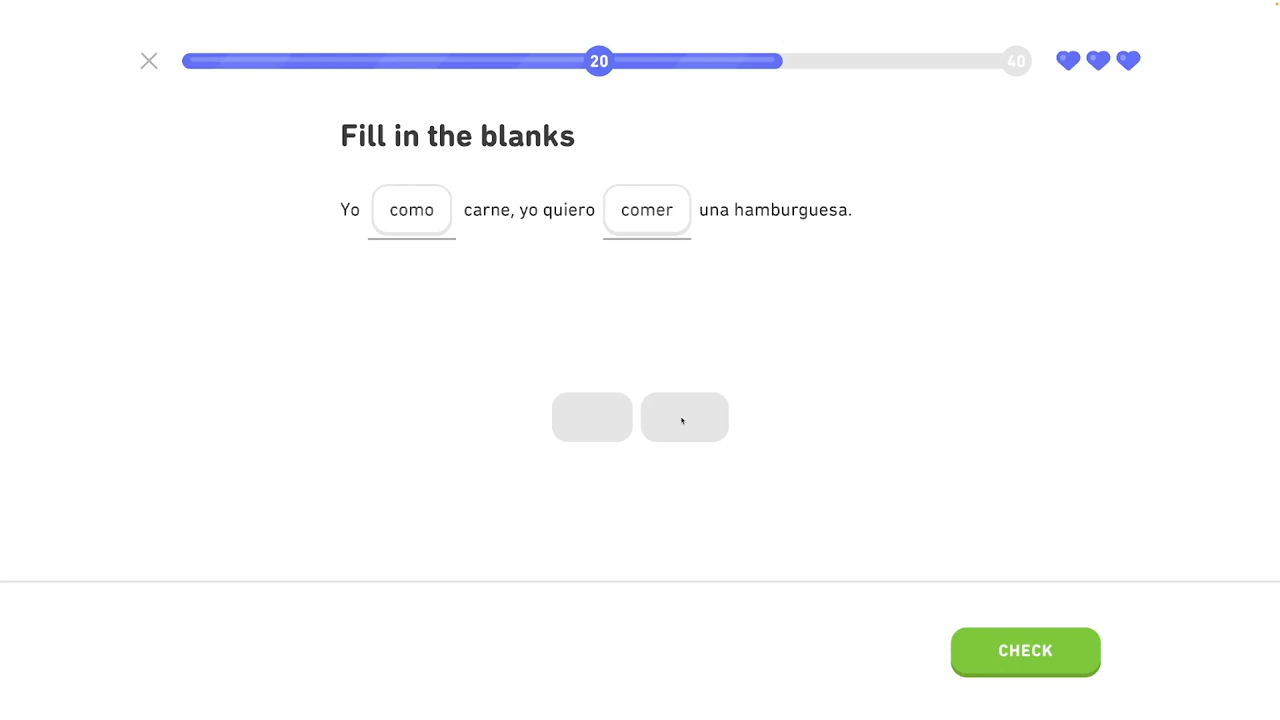 20
40
Fill in the blanks
Yo como carne, yo quiero comer una hamburguesa.
CHECK